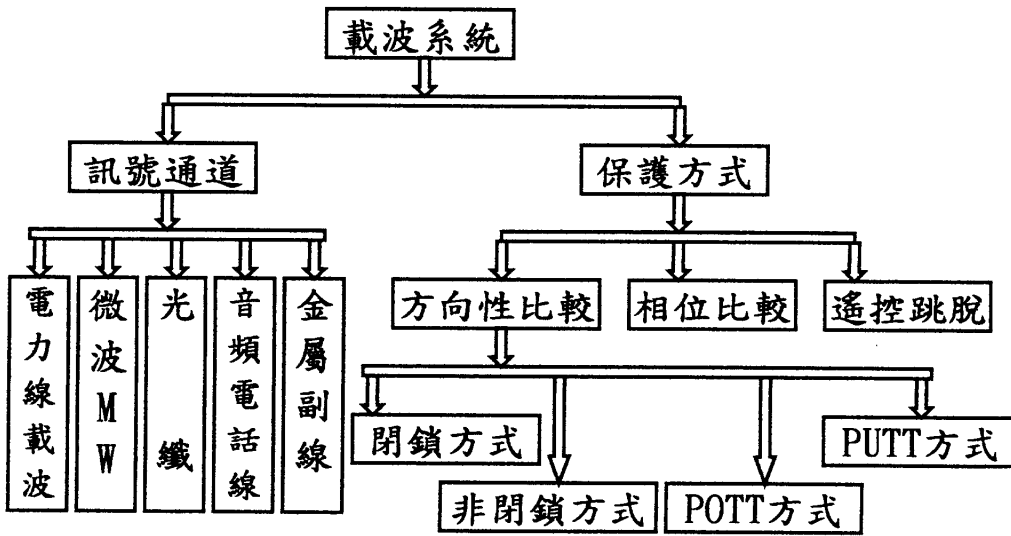 載波系統
訊號通道
保護方式
電力線載波
微波MW
光纖
音頻電話線
金屬副線
方向性比較
相位比較
遙控跳脫
閉鎖方式
非閉鎖方式
POTT方式
PUTT方式